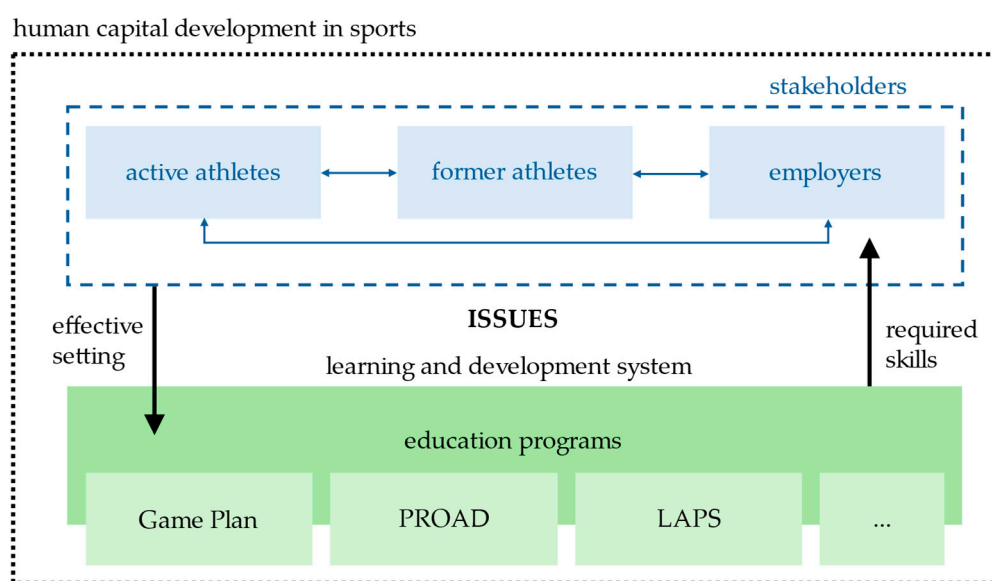 human capital development in sports
stakeholders
active athletes
former athletes
employers
effective
setting
ISSUES
required
skills
learning and development system
education programs
Game Plan
PROAD
LAPS
...